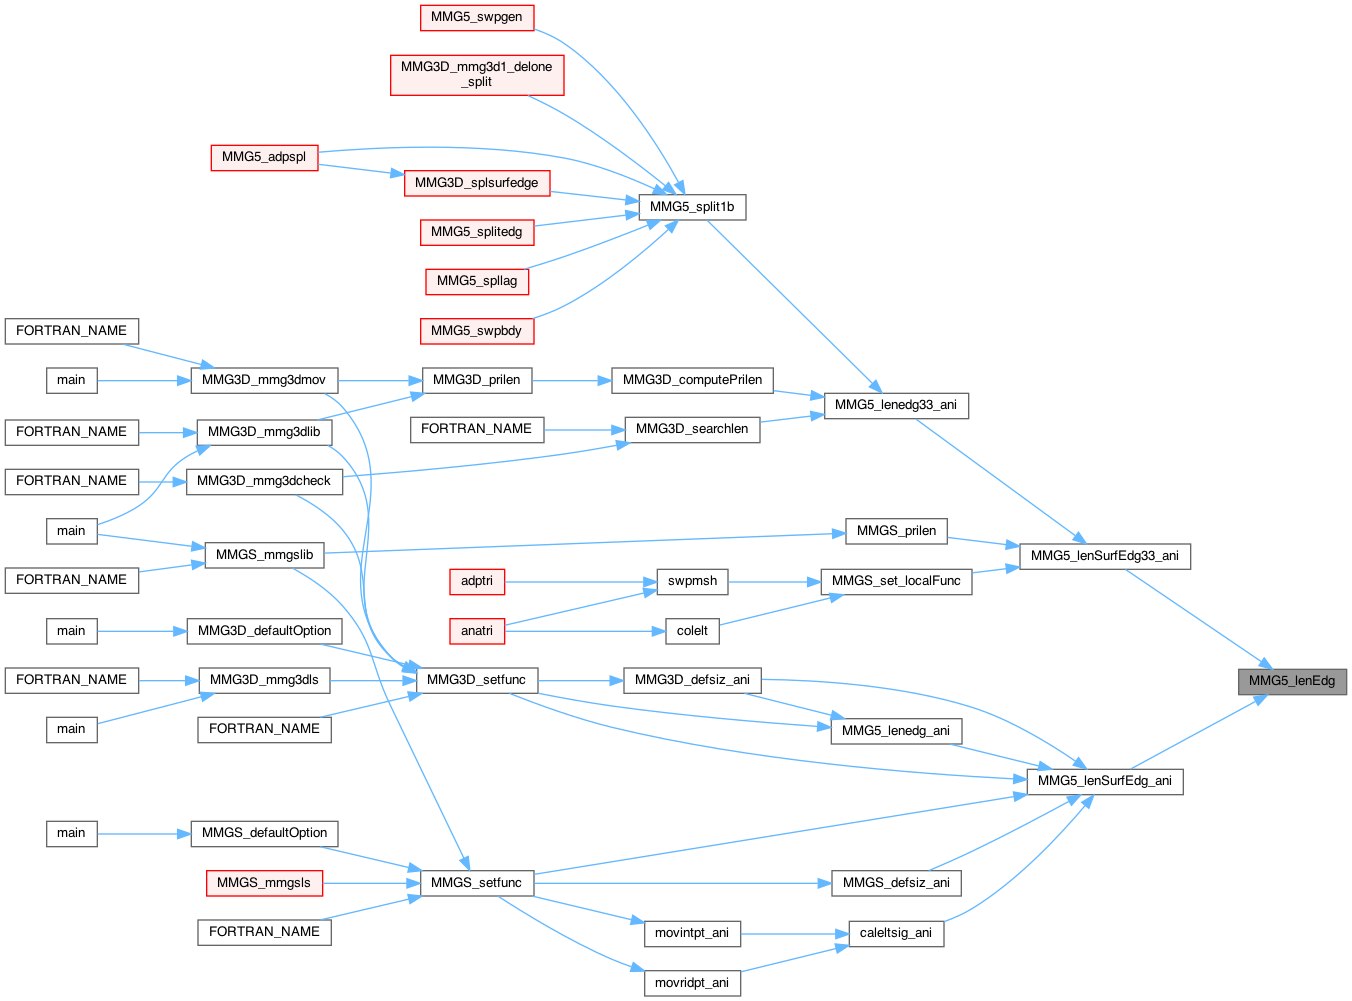 MMG5_swpgen
MMG3D_mmg3d1_delone
_split
MMG5_adpspl
MMG3D_splsurfedge
MMG5_split1b
MMG5_splitedg
MMG5_spllag
MMG5_swpbdy
FORTRAN_NAME
main
MMG3D_mmg3dmov
MMG3D_prilen
MMG3D_computePrilen
MMG5_lenedg33_ani
FORTRAN_NAME
MMG3D_mmg3dlib
FORTRAN_NAME
MMG3D_searchlen
FORTRAN_NAME
MMG3D_mmg3dcheck
main
MMGS_mmgslib
MMGS_prilen
MMG5_lenSurfEdg33_ani
FORTRAN_NAME
adptri
swpmsh
MMGS_set_localFunc
main
MMG3D_defaultOption
anatri
colelt
FORTRAN_NAME
MMG3D_mmg3dls
MMG3D_setfunc
MMG3D_defsiz_ani
MMG5_lenEdg
main
FORTRAN_NAME
MMG5_lenedg_ani
MMG5_lenSurfEdg_ani
main
MMGS_defaultOption
MMGS_mmgsls
MMGS_setfunc
MMGS_defsiz_ani
FORTRAN_NAME
movintpt_ani
caleltsig_ani
movridpt_ani